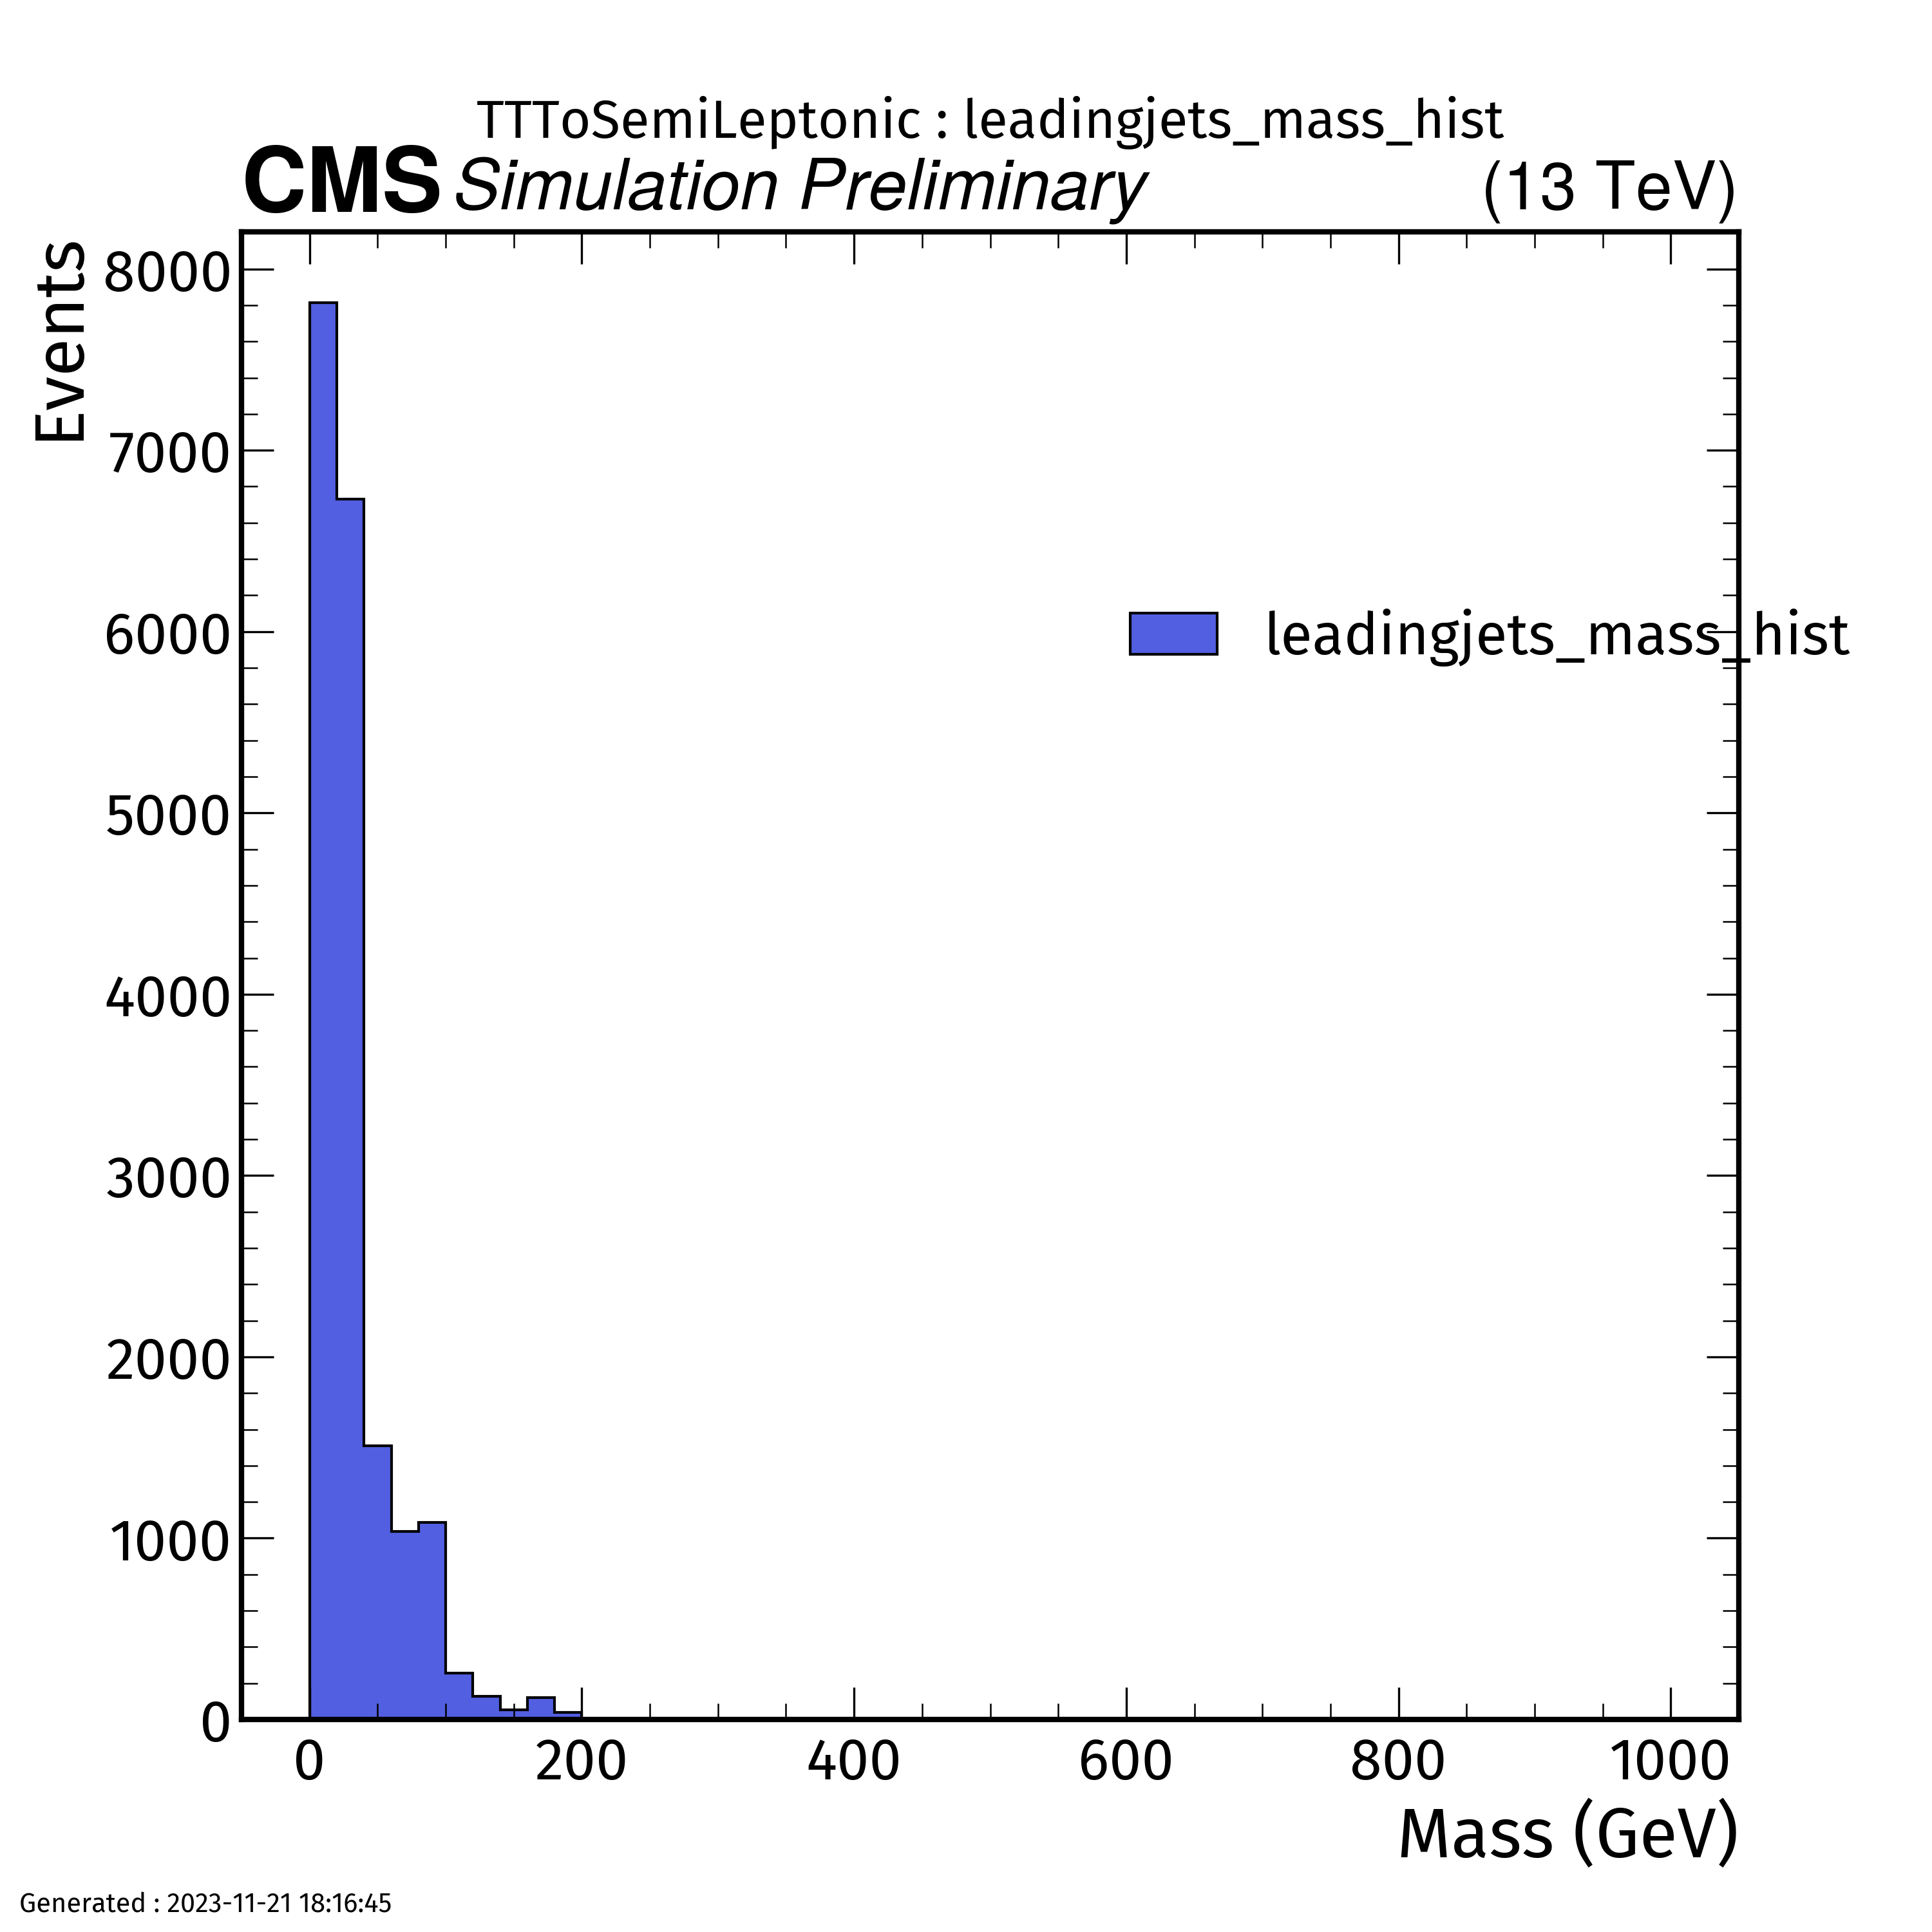 TTToSemiLeptonic : leadingjets_mass_hist
CMS Simulation Preliminary (13 TeV)
Events
8000
7000
6000
5000
4000
3000
2000
1000
0
leadingjets_mass_hist
0 200 400 600 800 1000
Mass (GeV)
Generated : 2023-11-21 18:16:45